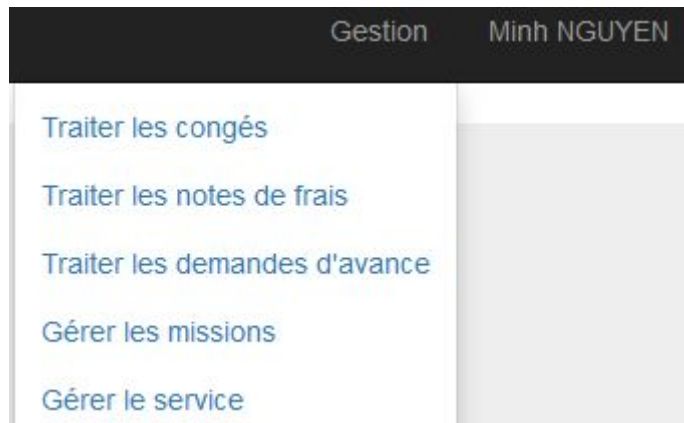 Gestion Minh NGUYEN
Traiter les congés
Traiter les notes de frais
Traiter les demandes d'avance
Gérer les missions
Gérer le service